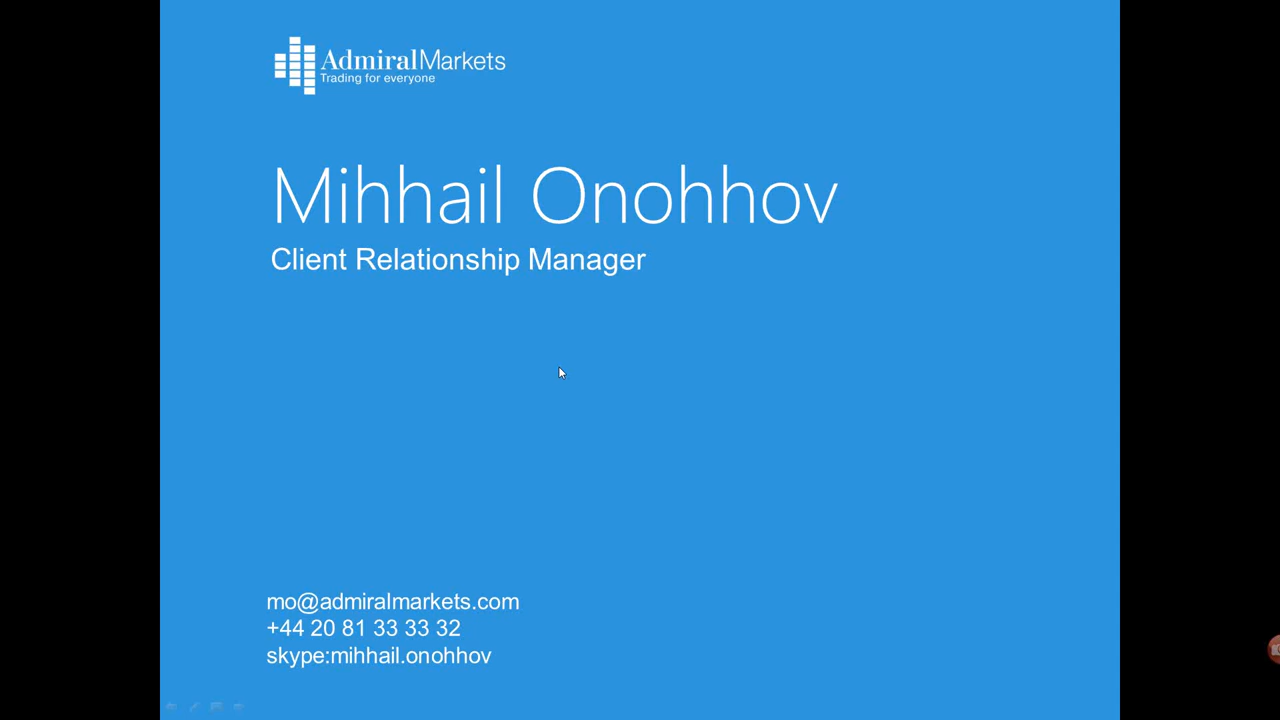 AdmiralMarkets
Trading for everyone
Mihhail Onohhov
Client Relationship Manager
mo@admiralmarkets.com
+44 20 81 33 33 32
skype:mihhail.onohhov